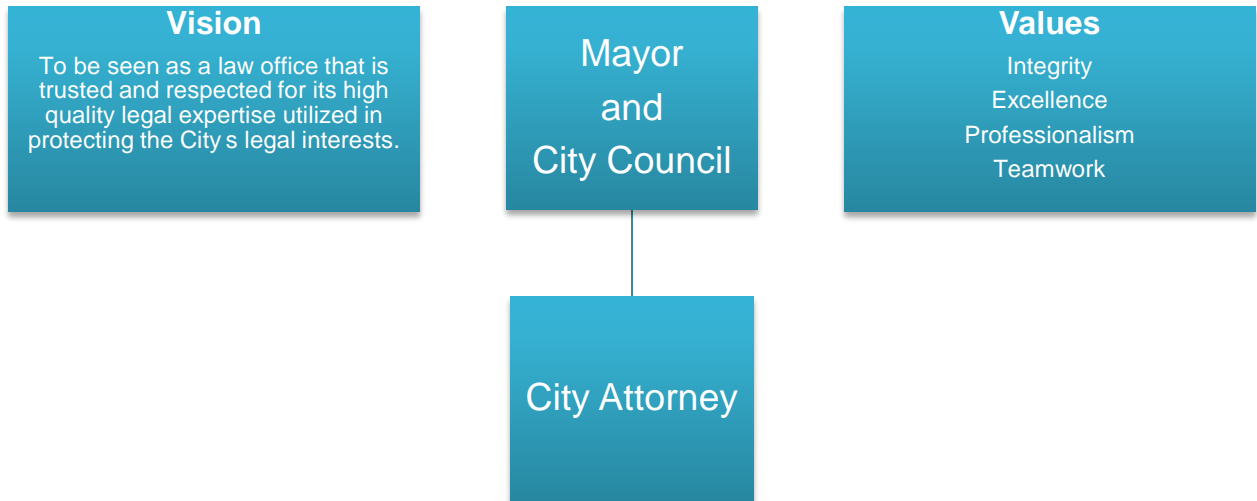 Vision
To be seen as a law office that is
trusted and respected for its high
quality legal expertise utilized in
protecting the City s legal interests.
Mayor
and
City Council
Values
Integrity
Excellence
Professionalism
Teamwork
City Attorney